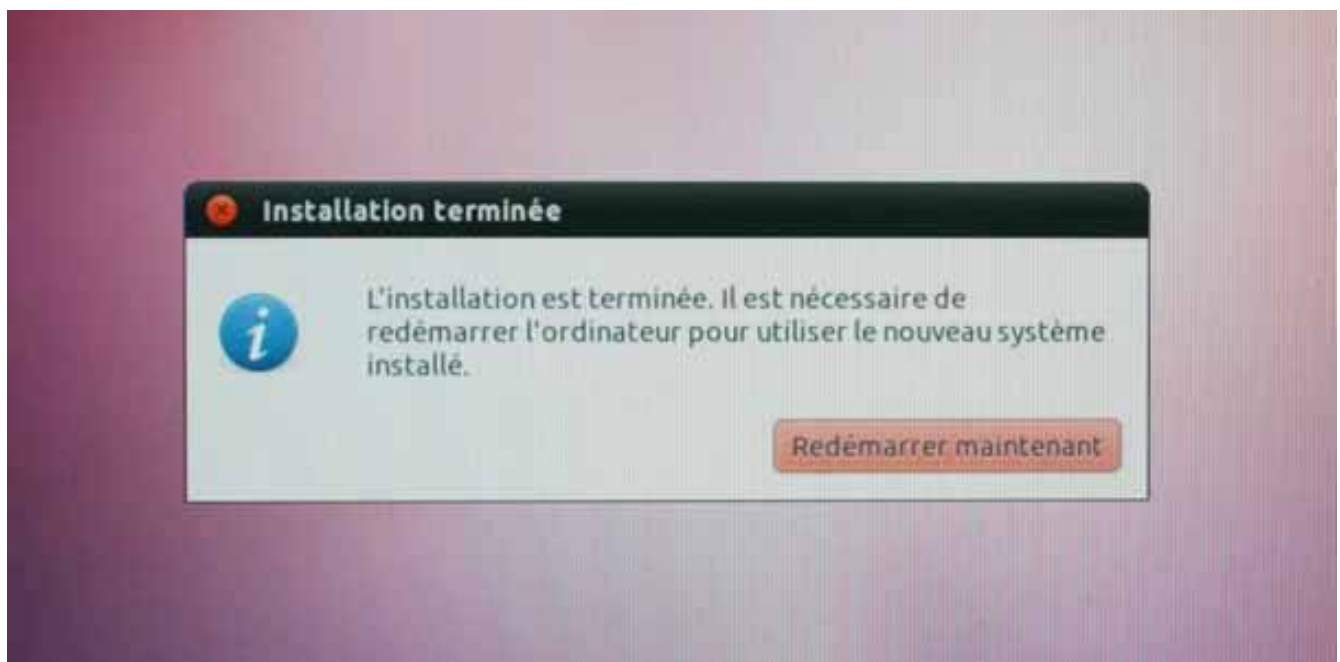 Installation terminée
L'installation est terminée. Il est nécessaire de
redémarrer l'ordinateur pour utiliser le nouveau système
installé.
Redémarrer maintenant